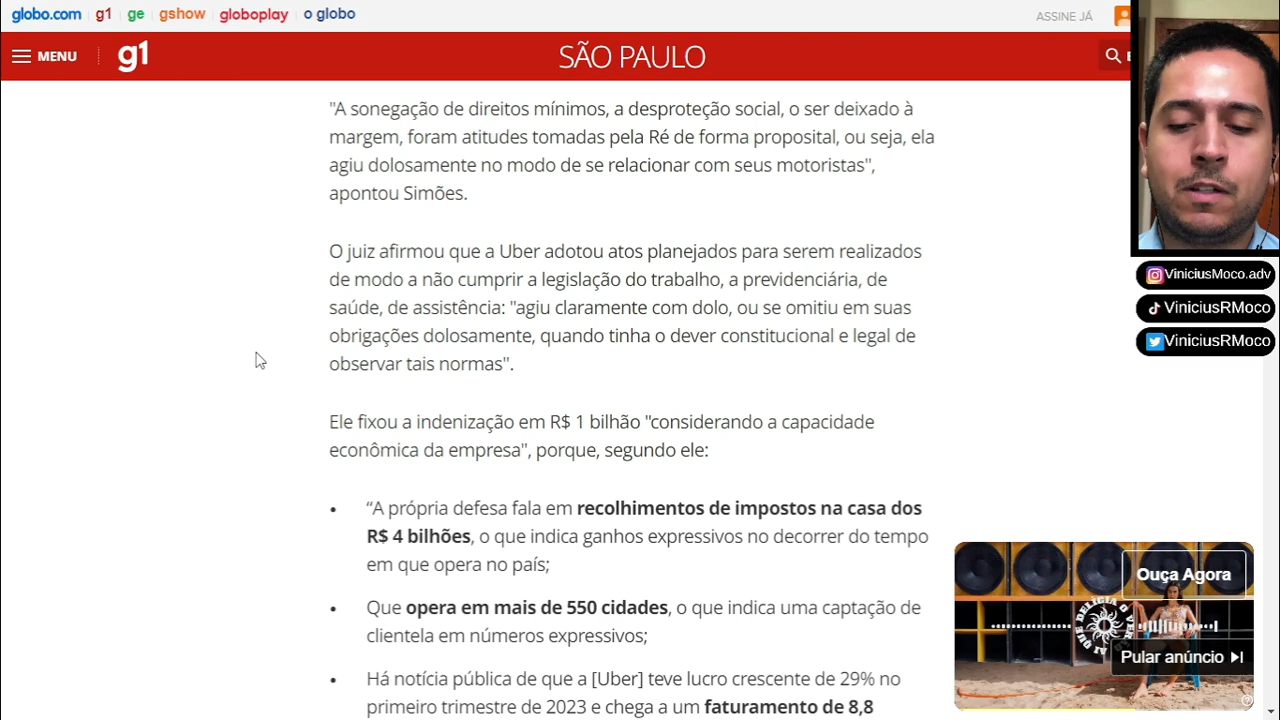 globo.com g1 ge gshow globoplay o globo
ASSINE JÁ
MENU
g1
SÃO PAULO
"A sonegação de direitos mínimos, a desproteção social, o ser deixado à
margem, foram atitudes tomadas pela Ré de forma proposital, ou seja, ela
agiu dolosamente no modo de se relacionar com seus motoristas",
apontou Simões.
O juiz afirmou que a Uber adotou atos planejados para serem realizados
de modo a não cumprir a legislação do trabalho, a previdenciária, de
saúde, de assistência: "agiu claramente com dolo, ou se omitiu em suas
obrigações dolosamente, quando tinha o dever constitucional e legal de
observar tais normas".
Ele fixou a indenização em R$ 1 bilhão "considerando a capacidade
econômica da empresa", porque, segundo ele:
• “A própria defesa fala em recolhimentos de impostos na casa dos
R$ 4 bilhões, o que indica ganhos expressivos no decorrer do tempo
em que opera no país;
• Que opera em mais de 550 cidades, o que indica uma captação de
clientela em números expressivos;
• Há notícia pública de que a [Uber] teve lucro crescente de 29% no
primeiro trimestre de 2023 e chega a um faturamento de 8,8
ViniciusMoco.adv
ViniciusRMoco
ViniciusRMoco
Ouça Agora
AI QUE DELÍCIA O VERÃO
Pular anúncio